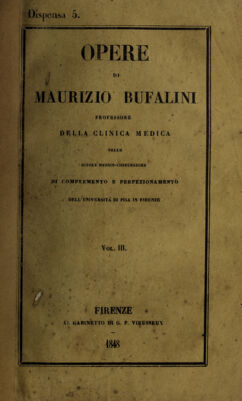 Dispensa 5.
OPERE
DI
MAURIZIO BUFALINI
PROFESSORE
DELLA CLINICA MEDICA
NELLE
SCUOLE MEDICO-CHIRURGICHE
DI COMPLEMENTO E PERFEZIONAMENTO
DELL'UNIVERSITÀ DI PISA IN FIRENZE
VOL. III.
FIRENZE
AL GABINETTO DI G. P. VIEUSSEUX
1848